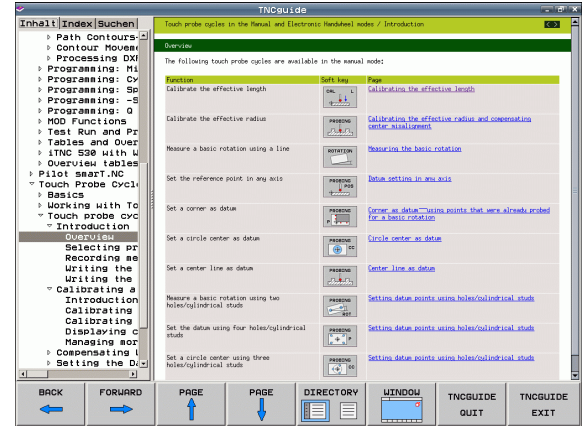 TNCguide
Inhalt Index Suchen
Touch probe cycles in the Manual and Electronic Handwheel modes / Introduction
Path Contours-
Contour Moveme
Processing DXF
Programming: Mi
Programming: Cy
Programming: Sp
Programming: -S
Programming: Q
MOD Functions
Test Run and Pr
Tables and Over
iTNC 530 with W
Overview tables
Pilot smarT.NC
Touch Probe Cycle
Basics
Working with To
Touch probe cyc
Introduction
Overview
Selecting pr
Recording me
Writing the
Writing the
Calibrating a
Introduction
Calibrating
Calibrating
Displaying c
Managing mor
Compensating W
Setting the Da
Overview
The following touch probe cycles are available in the manual mode:
Function Soft key Page
Calibrate the effective length CAL L Calibrating the effective length
Calibrate the effective radius PROBING Calibrating the effective radius and compensating
center misalignment
Measure a basic rotation using a line ROTATION Measuring the basic rotation
Set the reference point in any axis PROBING POS Datum setting in any axis
Set a corner as datum PROBING P Corner as datum—using points that were already probed
for a basic rotation
Set a circle center as datum PROBING CC Circle center as datum
Set a center line as datum PROBING Center line as datum
Measure a basic rotation using two PROBING ROT Setting datum points using holes/cylindrical studs
holes/cylindrical studs
Set the datum using four holes/cylindrical PROBING P Setting datum points using holes/cylindrical studs
studs
Set a circle center using three PROBING CC Setting datum points using holes/cylindrical studs
holes/cylindrical studs
BACK FORWARD PAGE PAGE DIRECTORY WINDOW TNCGUIDE TNCGUIDE
QUIT EXIT